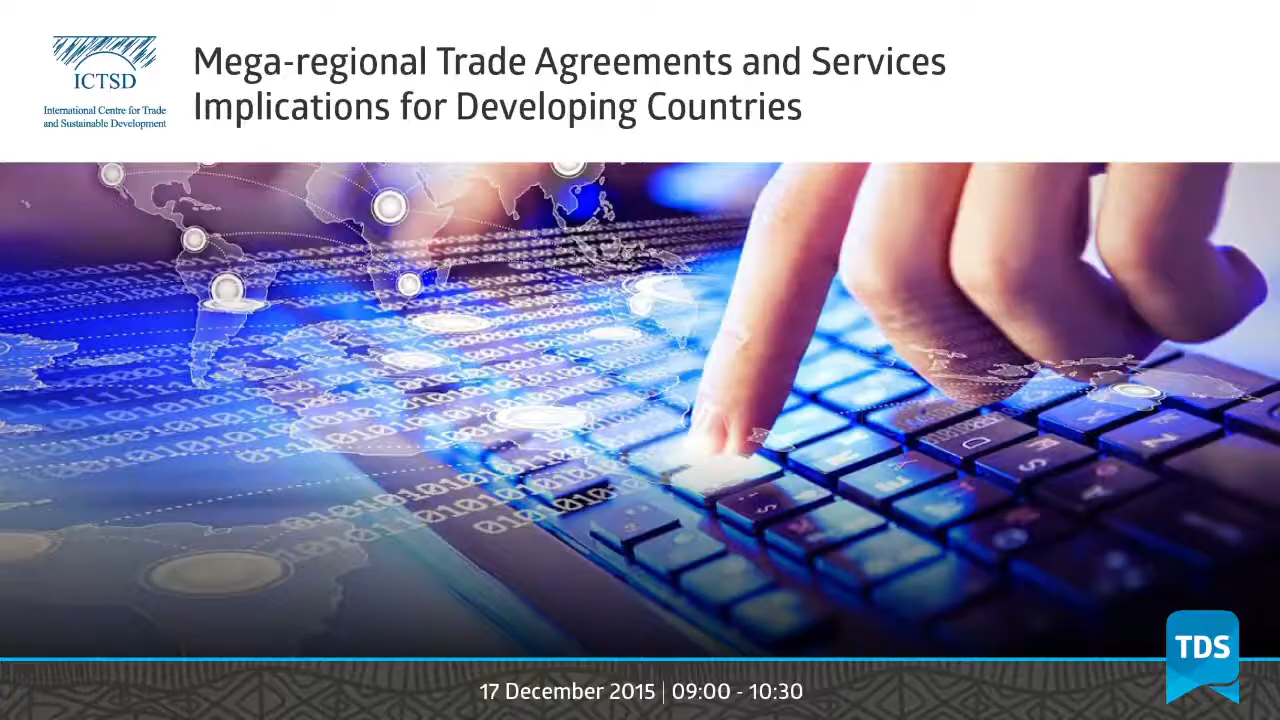 ICTSD
International Centre for Trade
and Sustainable Development
Mega-regional Trade Agreements and Services
Implications for Developing Countries
TDS
17 December 2015 | 09:00 - 10:30